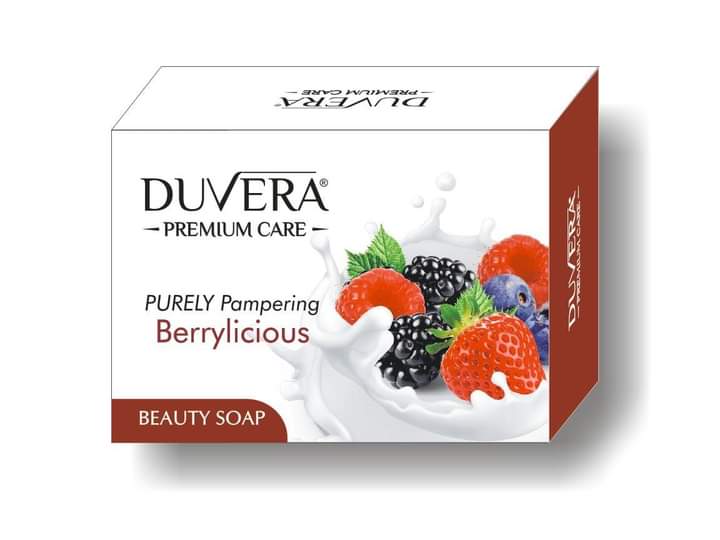 DUVERA
PREMIUM CARE
DUVERA®
PREMIUM CARE
PURELY Pampering
Berrylicious
BEAUTY SOAP
DUVERA
PREMIUM CARE